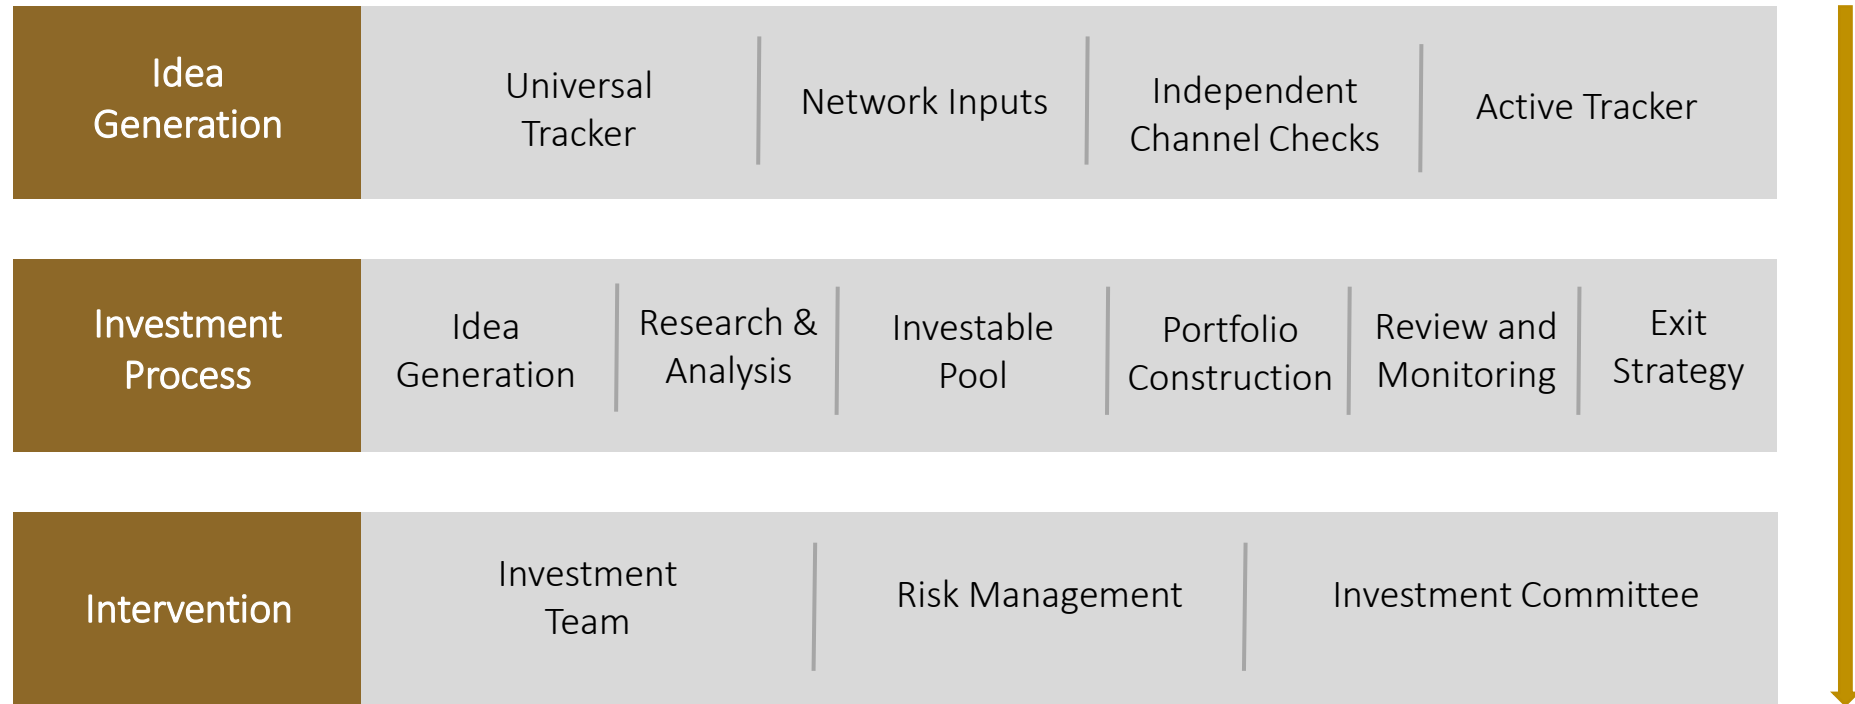 Idea
Generation
Universal
Tracker
Network Inputs
Independent
Channel Checks
Active Tracker
Investment
Process
Idea
Generation
Research &
Analysis
Investable
Pool
Portfolio
Construction
Review and
Monitoring
Exit
Strategy
Intervention
Investment
Team
Risk Management
Investment Committee